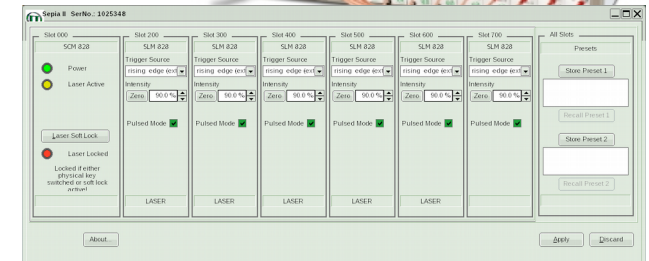 Sepia II SerNo.: 1025348
Slot 000
SCM 828
Power
Laser Active
Laser Soft Lock
Laser Locked
Locked if either
physical key
switched or soft lock
active!
Slot 200
SLM 828
Trigger Source
rising edge (ext
Intensity
Zero 90.0 %
Pulsed Mode
LASER
Slot 300
SLM 828
Trigger Source
rising edge (ext
Intensity
Zero 90.0 %
Pulsed Mode
LASER
Slot 400
SLM 828
Trigger Source
rising edge (ext
Intensity
Zero 90.0 %
Pulsed Mode
LASER
Slot 500
SLM 828
Trigger Source
rising edge (ext
Intensity
Zero 90.0 %
Pulsed Mode
LASER
Slot 600
SLM 828
Trigger Source
rising edge (ext
Intensity
Zero 90.0 %
Pulsed Mode
LASER
Slot 700
SLM 828
Trigger Source
rising edge (ext
Intensity
Zero 90.0 %
Pulsed Mode
LASER
All Slots
Presets
Store Preset 1
Recall Preset 1
Store Preset 2
Recall Preset 2
About...
Apply
Discard